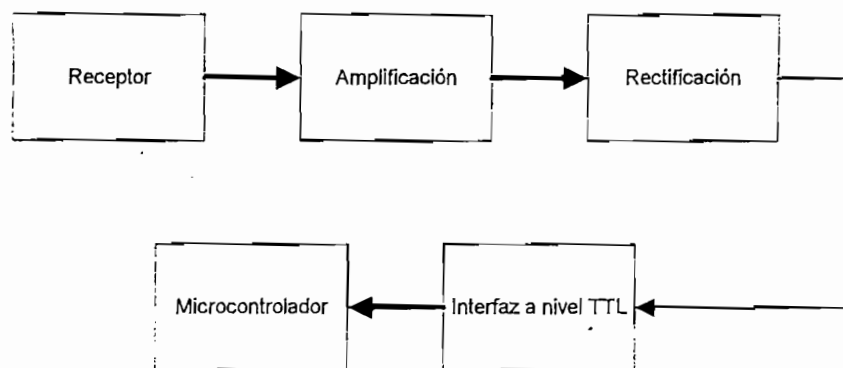 Receptor
Amplificación
Rectificación
Microcontrolador
Interfaz a nivel TTL